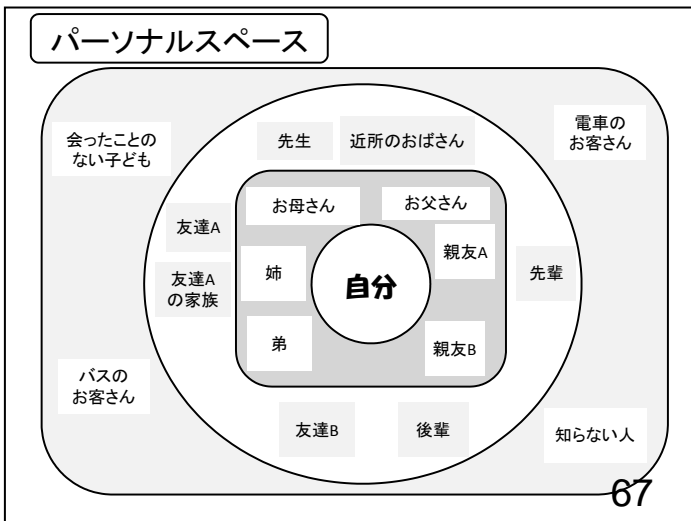 パーソナルスペース
会ったことの
ない子ども
先生
近所のおばさん
電車の
お客さん
お母さん
お父さん
友達A
姉
自分
親友A
友達A
の家族
先輩
弟
親友B
バスの
お客さん
友達B
後輩
知らない人
67